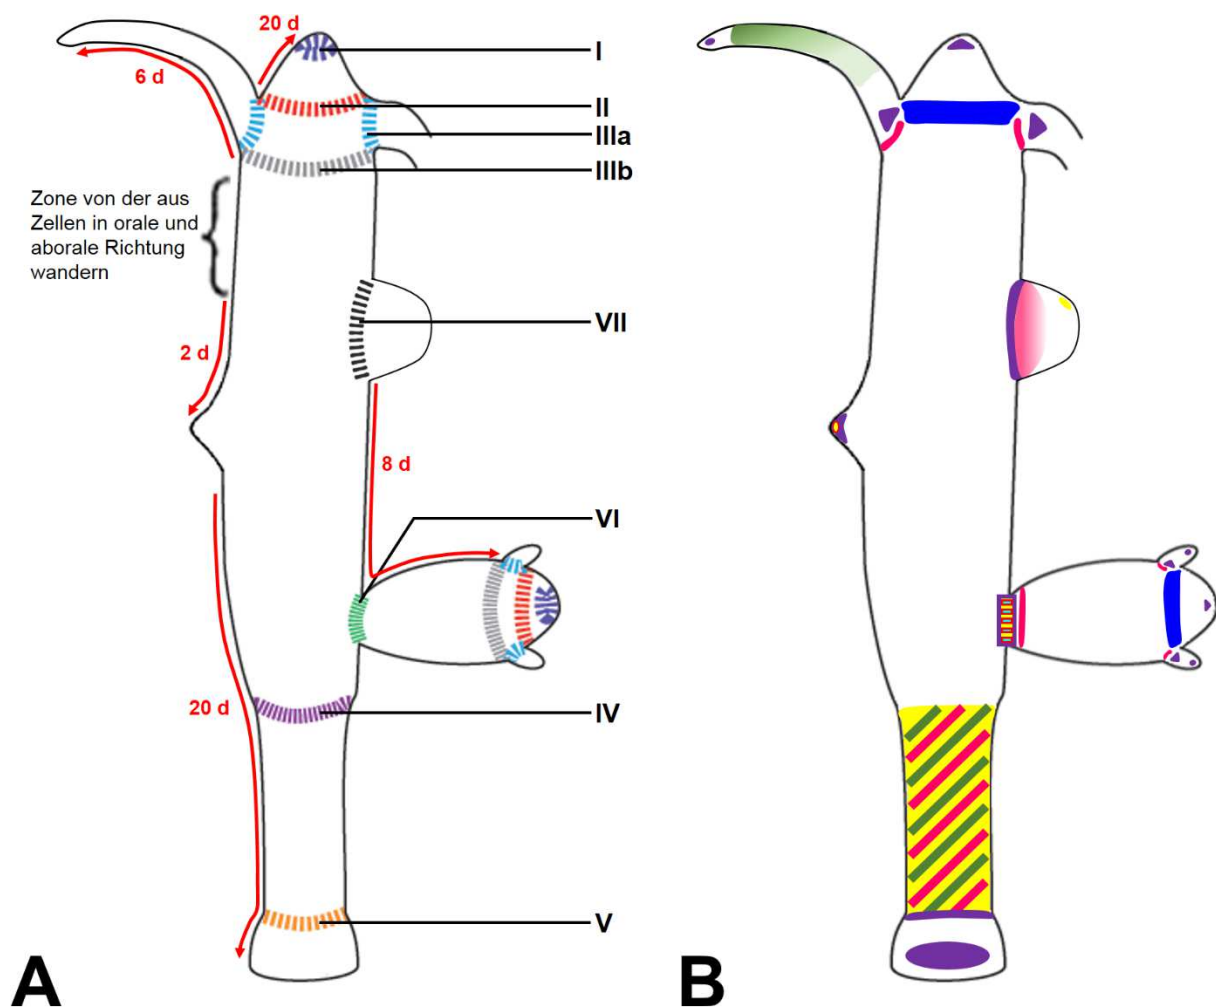 20 d
I
6 d
II
IIIa
IIIb
Zone von der aus
Zellen in orale und
aborale Richtung
wandern
VII
2 d
8 d
VI
20 d
IV
V
A
B